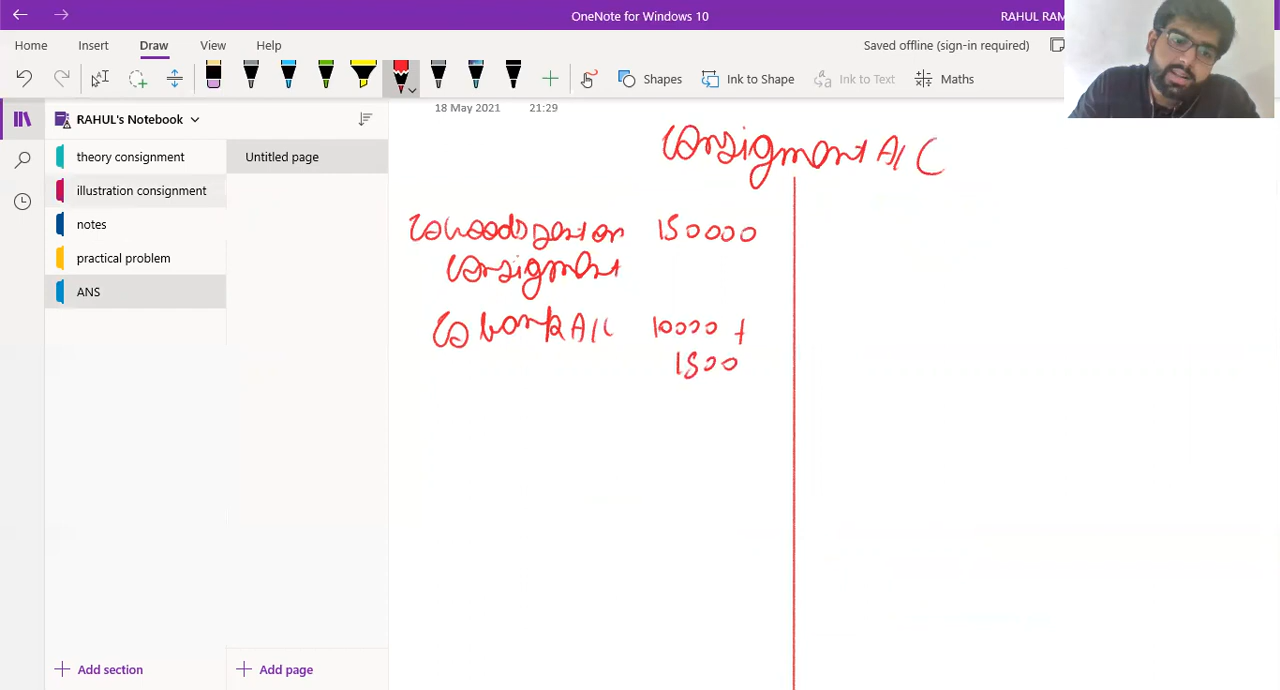 OneNote for Windows 10
RAHUL RAM
Home Insert Draw View Help
Saved offline (sign-in required)
Shapes Ink to Shape Ink to Text Maths
RAHUL's Notebook
theory consignment
illustration consignment
notes
practical problem
ANS
Add section
Untitled page
Add page
18 May 2021 21:29
Consignment A/C
To Goods sent on 150000
Consignment
To bank A/C 10000 +
1500